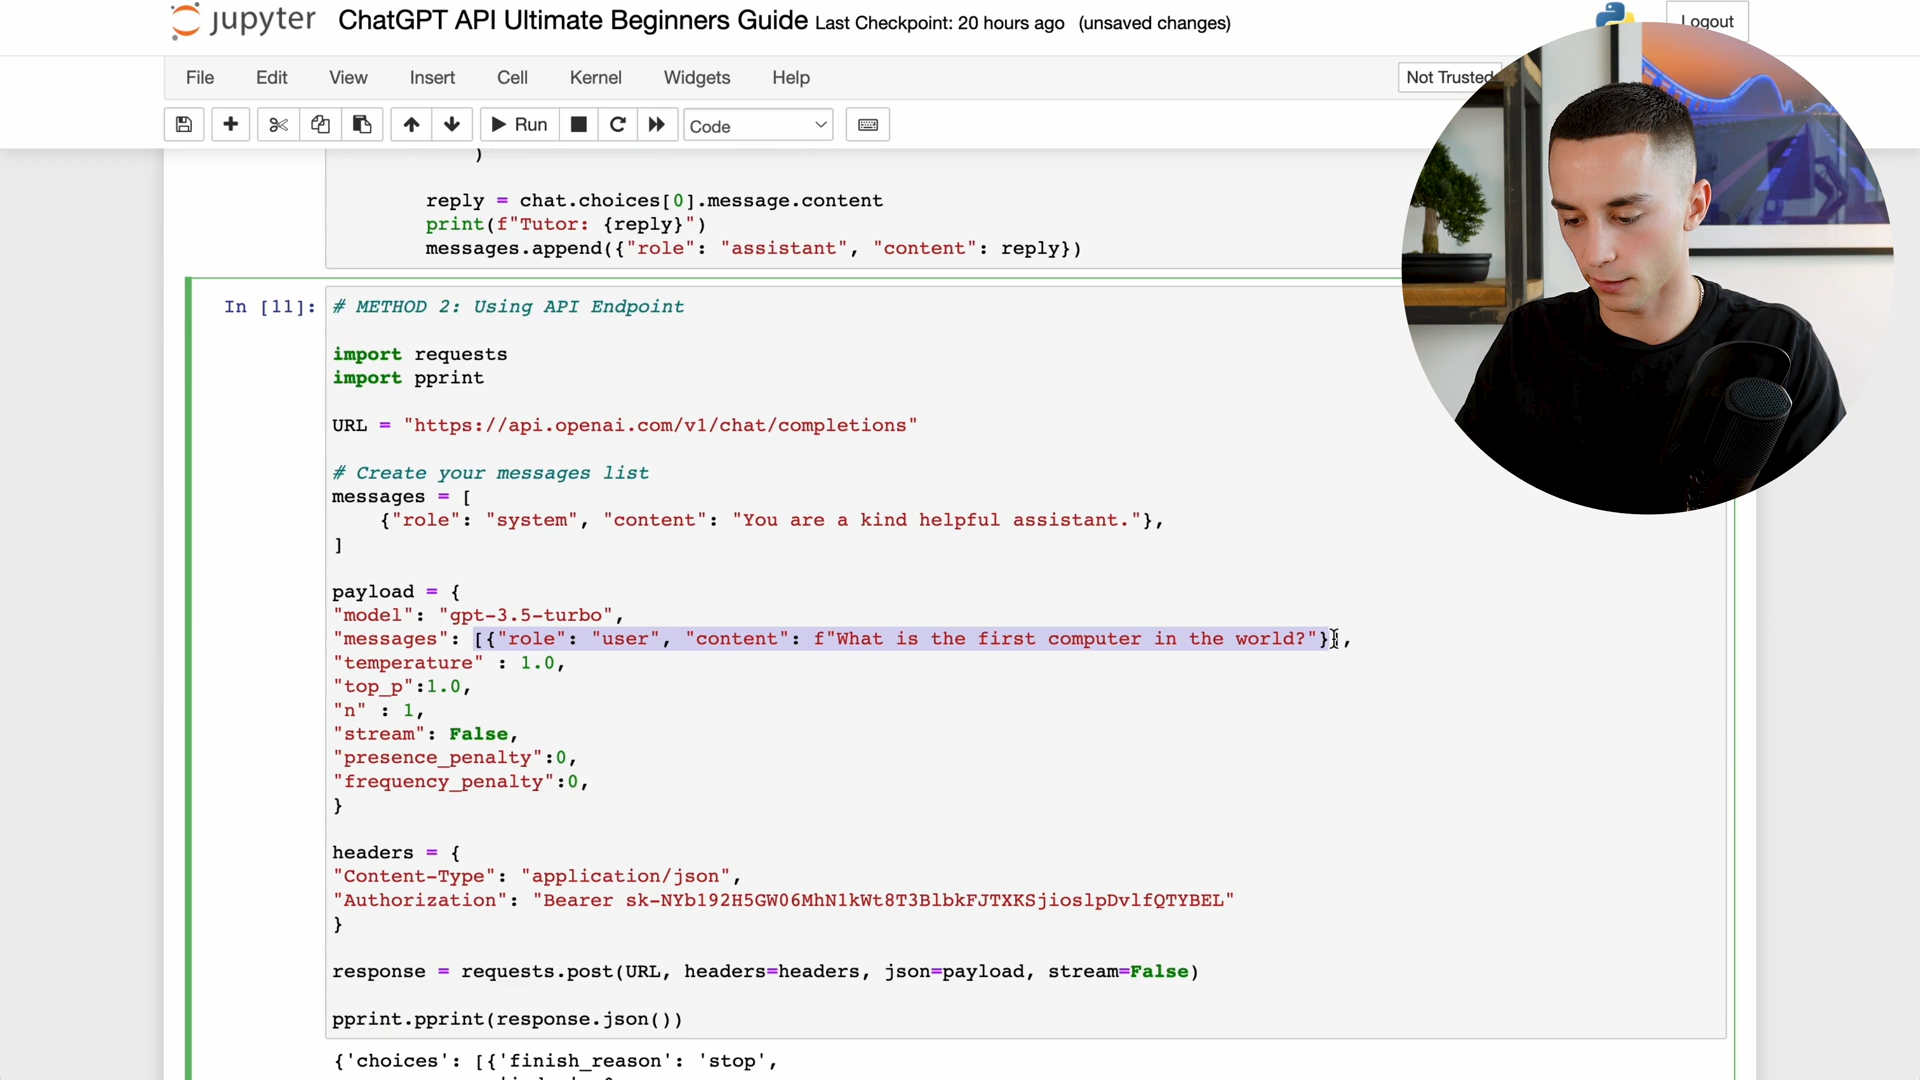 jupyter ChatGPT API Ultimate Beginners Guide Last Checkpoint: 20 hours ago (unsaved changes)
Logout
File Edit View Insert Cell Kernel Widgets Help
Not Trusted
Run Code
)
reply = chat.choices[0].message.content
print(f"Tutor: {reply}")
messages.append({"role": "assistant", "content": reply})
In [11]: # METHOD 2: Using API Endpoint
import requests
import pprint
URL = "https://api.openai.com/v1/chat/completions"
# Create your messages list
messages = [
{"role": "system", "content": "You are a kind helpful assistant."},
]
payload = {
"model": "gpt-3.5-turbo",
"messages": [{"role": "user", "content": f"What is the first computer in the world?"}],
"temperature" : 1.0,
"top_p":1.0,
"n" : 1,
"stream": False,
"presence_penalty":0,
"frequency_penalty":0,
}
headers = {
"Content-Type": "application/json",
"Authorization": "Bearer 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"
}
response = requests.post(URL, headers=headers, json=payload, stream=False)
pprint.pprint(response.json())
{'choices': [{'finish_reason': 'stop',